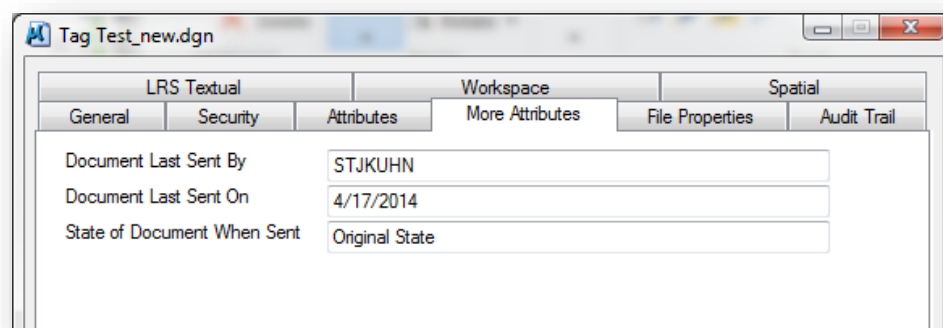 Tag Test_new.dgn
LRS Textual Workspace Spatial
General Security Attributes More Attributes File Properties Audit Trail
Document Last Sent By STJKUHN
Document Last Sent On 4/17/2014
State of Document When Sent Original State